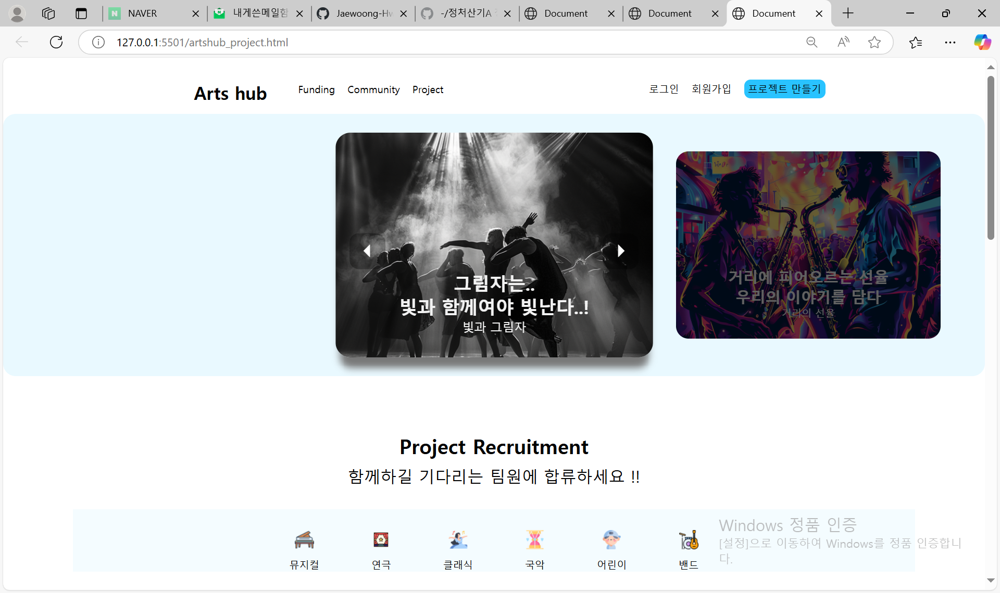 NAVER
내게쓴메일함
Jaewoong-Hw
-/정처산기A
Document
Document
Document
127.0.0.1:5501/artshub_project.html
Arts hub
Funding
Community
Project
로그인
회원가입
프로젝트 만들기
그림자는..
빛과 함께여야 빛난다..!
빛과 그림자
거리에 피어오르는 선율
우리의 이야기를 담다
거리의 선율
Project Recruitment
함께하길 기다리는 팀원에 합류하세요 !!
뮤지컬
연극
클래식
국악
어린이
밴드
Windows 정품 인증
[설정]으로 이동하여 Windows를 정품 인증합니
다.